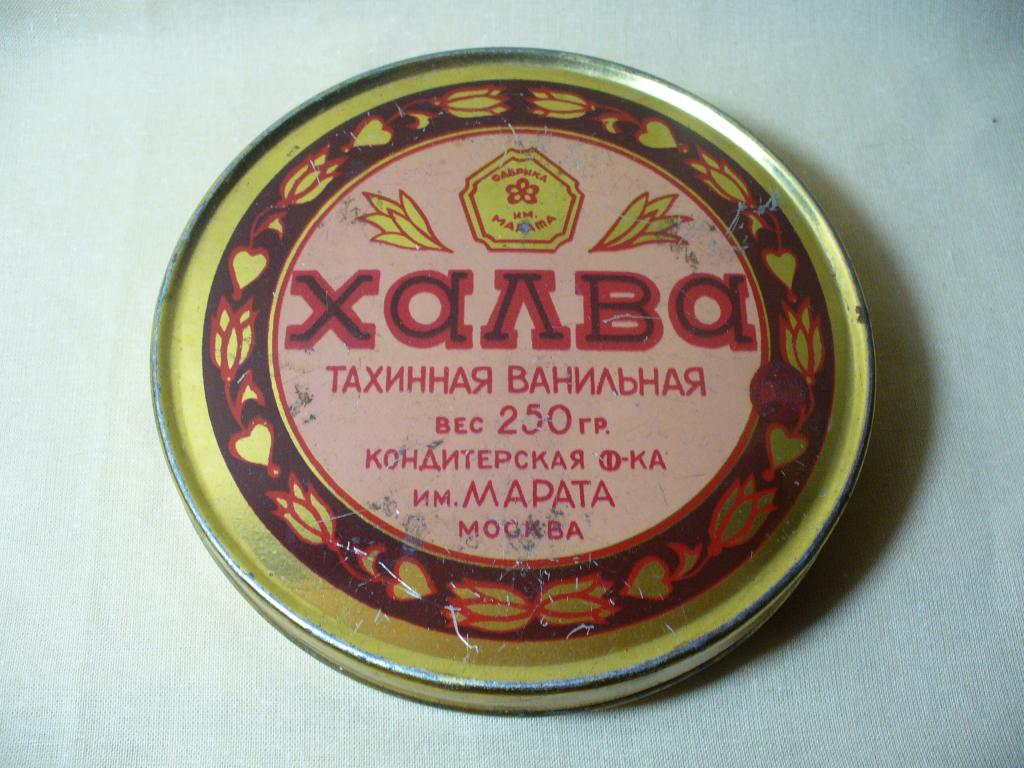 ФАБРИКА
ИМ.
МАРАТА
ХАЛВА
ТАХИННАЯ ВАНИЛЬНАЯ
ВЕС 250 ГР.
КОНДИТЕРСКАЯ Ф-КА
ИМ. МАРАТА
МОСКВА